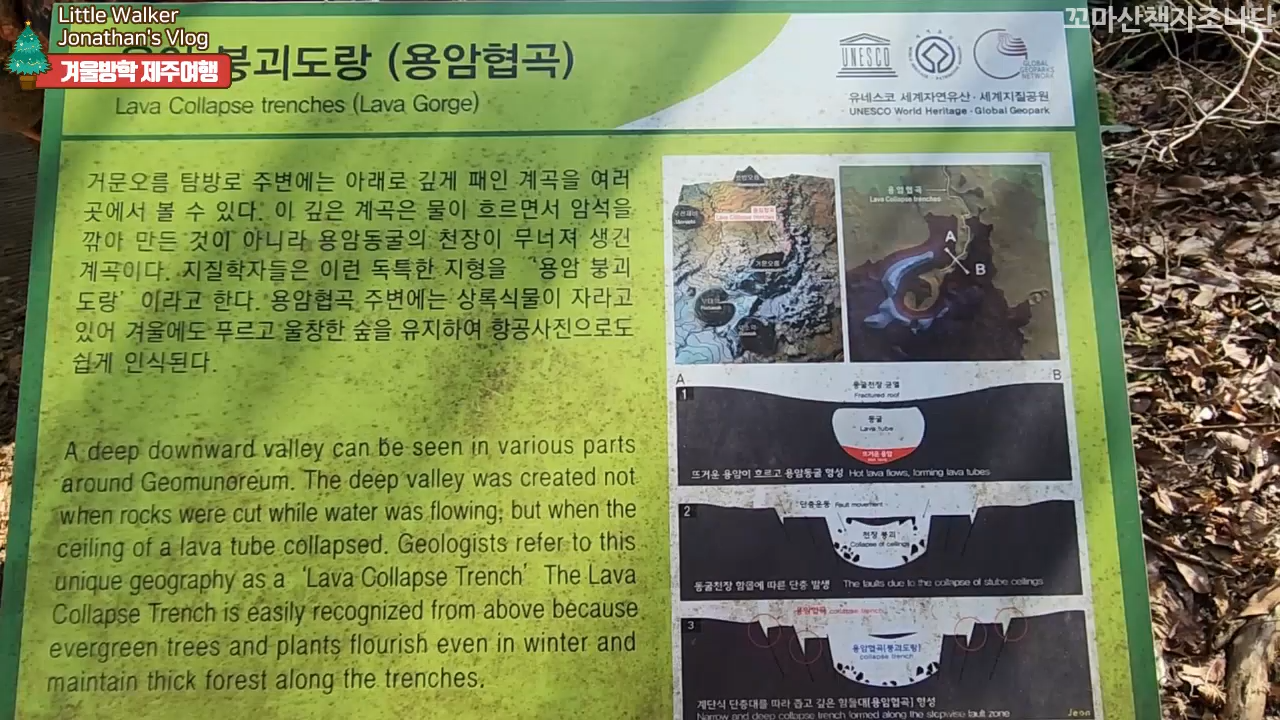 Little Walker
Jonathan's Vlog
겨울방학 제주여행
꼬마산책자조나단
붕괴도랑 (용암협곡)
Lava Collapse trenches (Lava Gorge)
UNESCO
GLOBAL
GEOPARKS
NETWORK
유네스코 세계자연유산 · 세계지질공원
UNESCO World Heritage · Global Geopark
거문오름 탐방로 주변에는 아래로 깊게 패인 계곡을 여러
곳에서 볼 수 있다. 이 깊은 계곡은 물이 흐르면서 암석을
깎아 만든 것이 아니라 용암동굴의 천장이 무너져 생긴
계곡이다. 지질학자들은 이런 독특한 지형을 ‘용암 붕괴
도랑’ 이라고 한다. 용암협곡 주변에는 상록식물이 자라고
있어 겨울에도 푸르고 울창한 숲을 유지하여 항공사진으로도
쉽게 인식된다.
A deep downward valley can be seen in various parts
around Geomunoreum. The deep valley was created not
when rocks were cut while water was flowing, but when the
ceiling of a lava tube collapsed. Geologists refer to this
unique geography as a ‘Lava Collapse Trench’ The Lava
Collapse Trench is easily recognized from above because
evergreen trees and plants flourish even in winter and
maintain thick forest along the trenches.
용암협곡
Lava Collapse trenches
거문오름
용암협곡
Lava Collapse trenches
A
B
A
B
1
용굴천장 균열
Fractured roof
동굴
Lava tube
뜨거운 용암
뜨거운 용암이 흐르고 용암동굴 형성 Hot lava flows, forming lava tubes
2
단층운동 Fault movement
천장 붕괴
Collapse of ceilings
동굴천장 함몰에 따른 단층 발생 The faults due to the collapse of stube ceilings
3
용암협곡 collapse trench
용암협곡[붕괴도랑]
collapse trench
계단식 단층대를 따라 좁고 깊은 함몰대[용암협곡] 형성
Narrow and deep collapse trench formed along the stepwise fault zone
Jeon